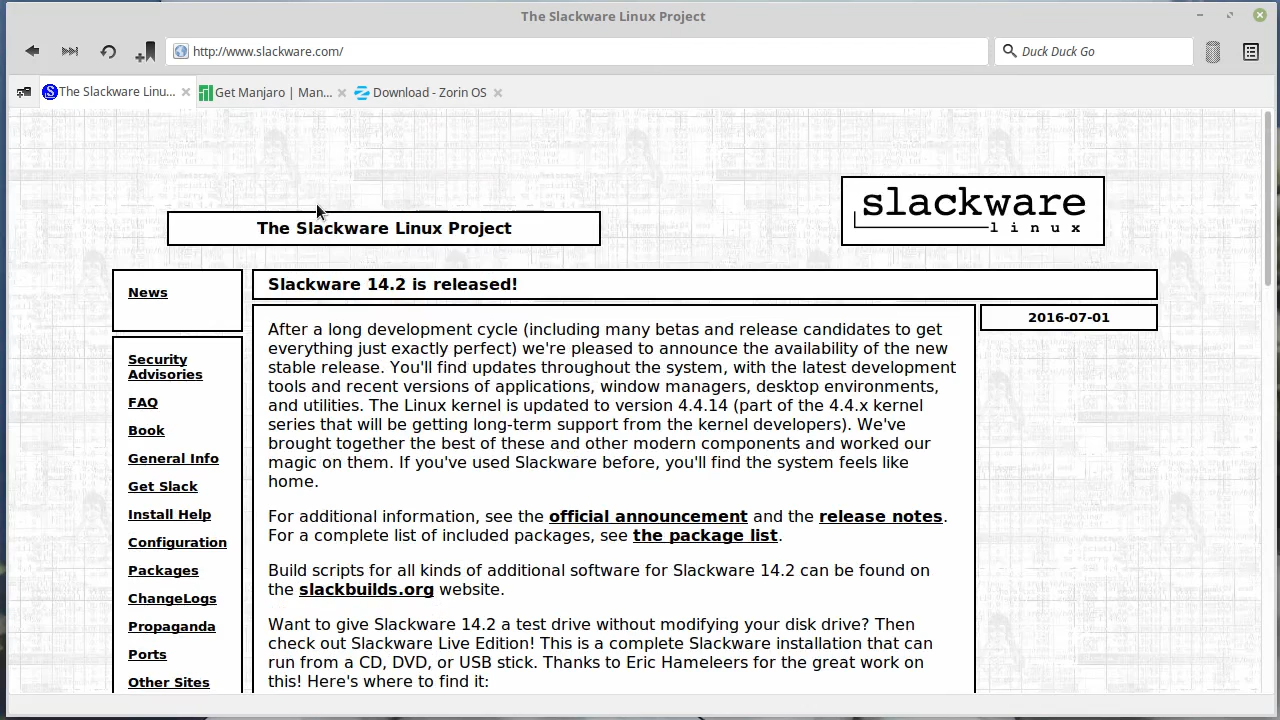 The Slackware Linux Project
http://www.slackware.com/
Duck Duck Go
The Slackware Linu...
Get Manjaro | Man...
Download - Zorin OS
slackware
linux
The Slackware Linux Project
News
Security
Advisories
FAQ
Book
General Info
Get Slack
Install Help
Configuration
Packages
ChangeLogs
Propaganda
Ports
Other Sites
Slackware 14.2 is released!
2016-07-01
After a long development cycle (including many betas and release candidates to get
everything just exactly perfect) we're pleased to announce the availability of the new
stable release. You'll find updates throughout the system, with the latest development
tools and recent versions of applications, window managers, desktop environments,
and utilities. The Linux kernel is updated to version 4.4.14 (part of the 4.4.x kernel
series that will be getting long-term support from the kernel developers). We've
brought together the best of these and other modern components and worked our
magic on them. If you've used Slackware before, you'll find the system feels like
home.
For additional information, see the official announcement and the release notes.
For a complete list of included packages, see the package list.
Build scripts for all kinds of additional software for Slackware 14.2 can be found on
the slackbuilds.org website.
Want to give Slackware 14.2 a test drive without modifying your disk drive? Then
check out Slackware Live Edition! This is a complete Slackware installation that can
run from a CD, DVD, or USB stick. Thanks to Eric Hameleers for the great work on
this! Here's where to find it: